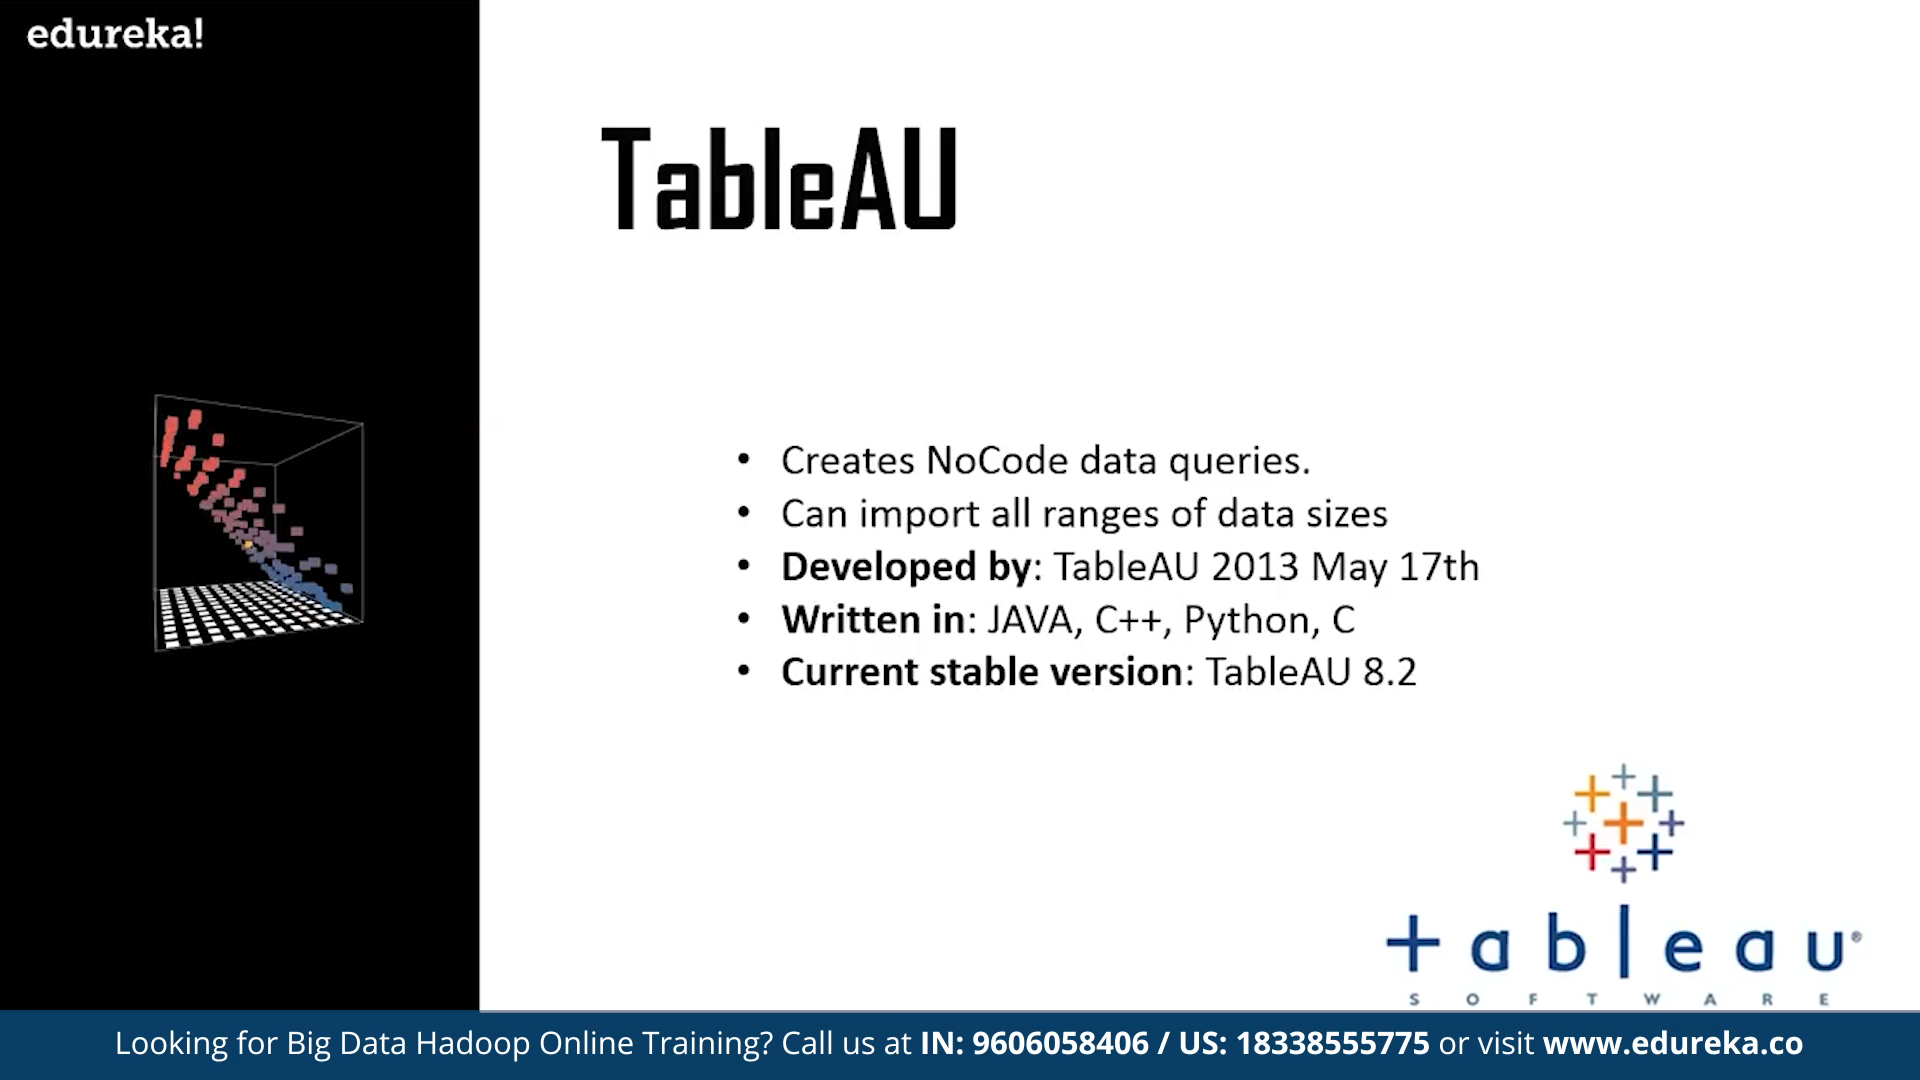 edureka!
TableAU
• Creates NoCode data queries.
• Can import all ranges of data sizes
• Developed by: TableAU 2013 May 17th
• Written in: JAVA, C++, Python, C
• Current stable version: TableAU 8.2
tableau®
SOFTWARE
Looking for Big Data Hadoop Online Training? Call us at IN: 9606058406 / US: 18338555775 or visit www.edureka.co